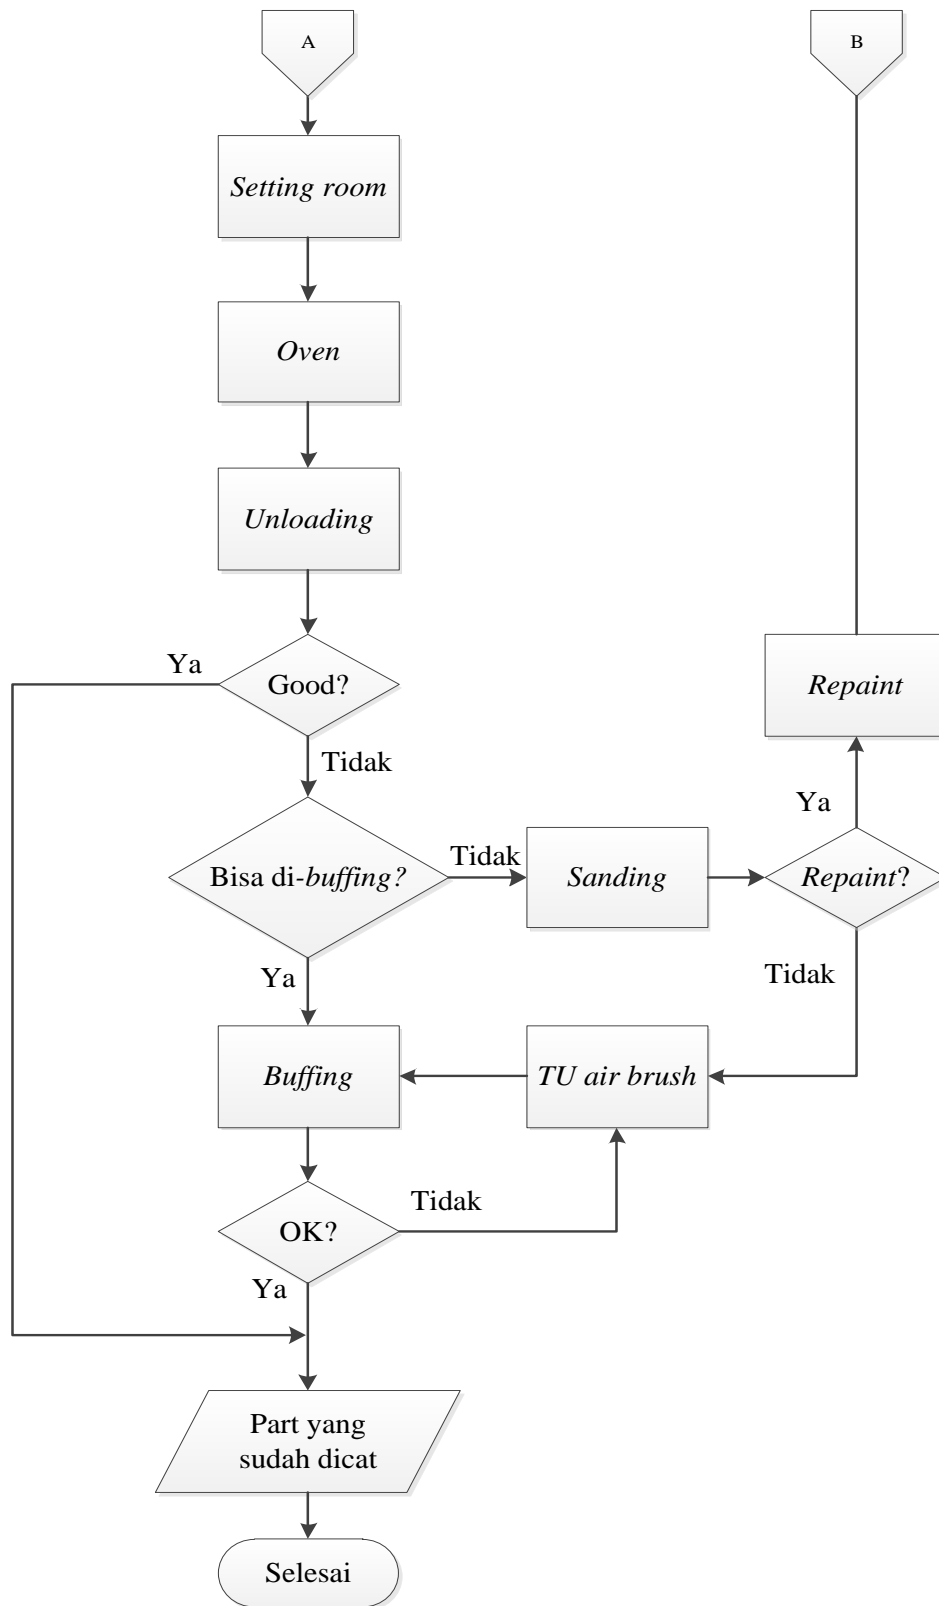 A
B
Setting room
Oven
Unloading
Ya
Good?
Repaint
Tidak
Ya
Bisa di-buffing?
Tidak
Sanding
Repaint?
Ya
Tidak
Buffing
TU air brush
Tidak
OK?
Ya
Part yang
sudah dicat
Selesai